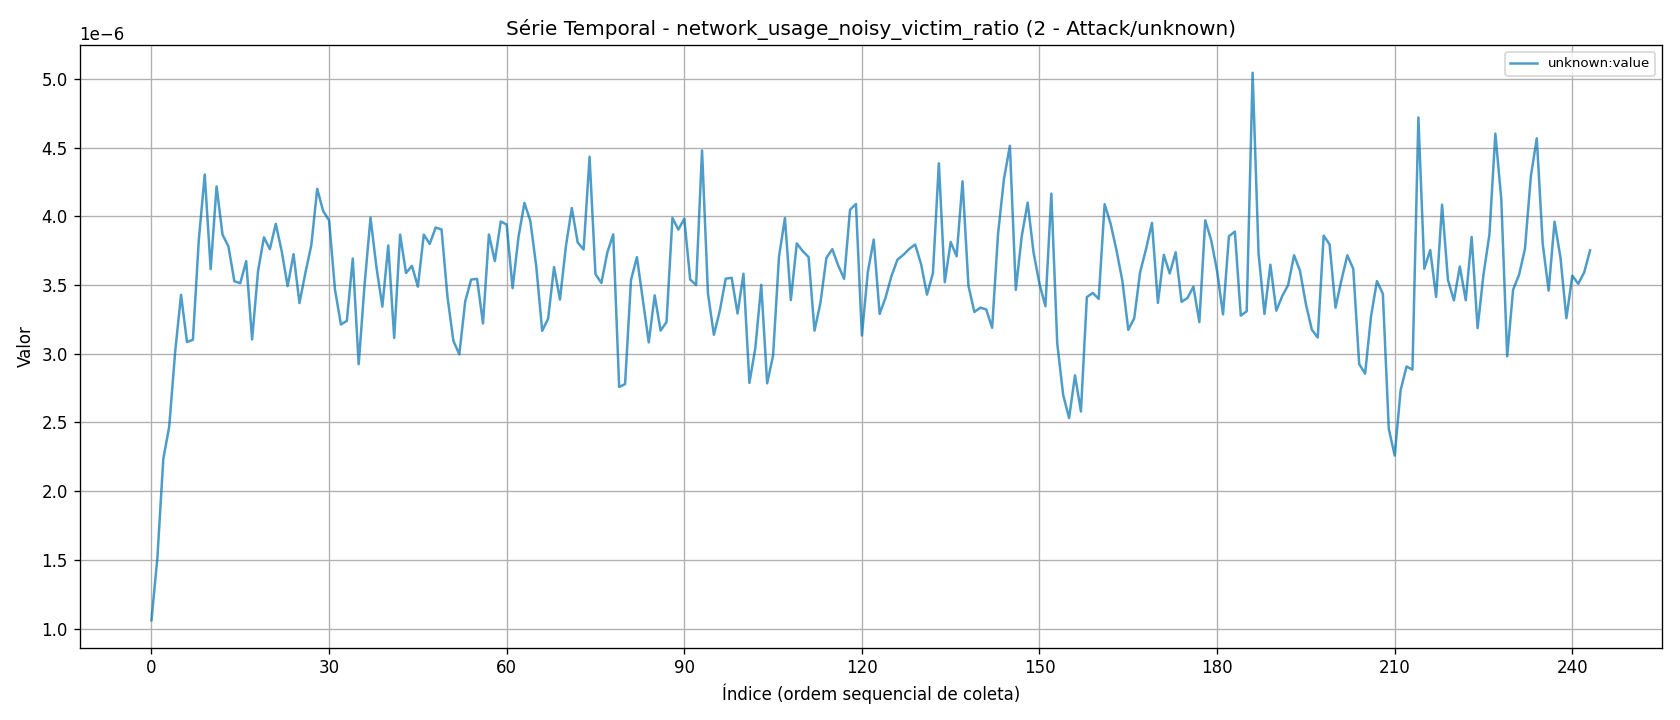 Série Temporal - network_usage_noisy_victim_ratio (2 - Attack/unknown)
1e−6
unknown:value
5.0
4.5
4.0
3.5
3.0
2.5
2.0
1.5
1.0
Valor
0 30 60 90 120 150 180 210 240
Índice (ordem sequencial de coleta)